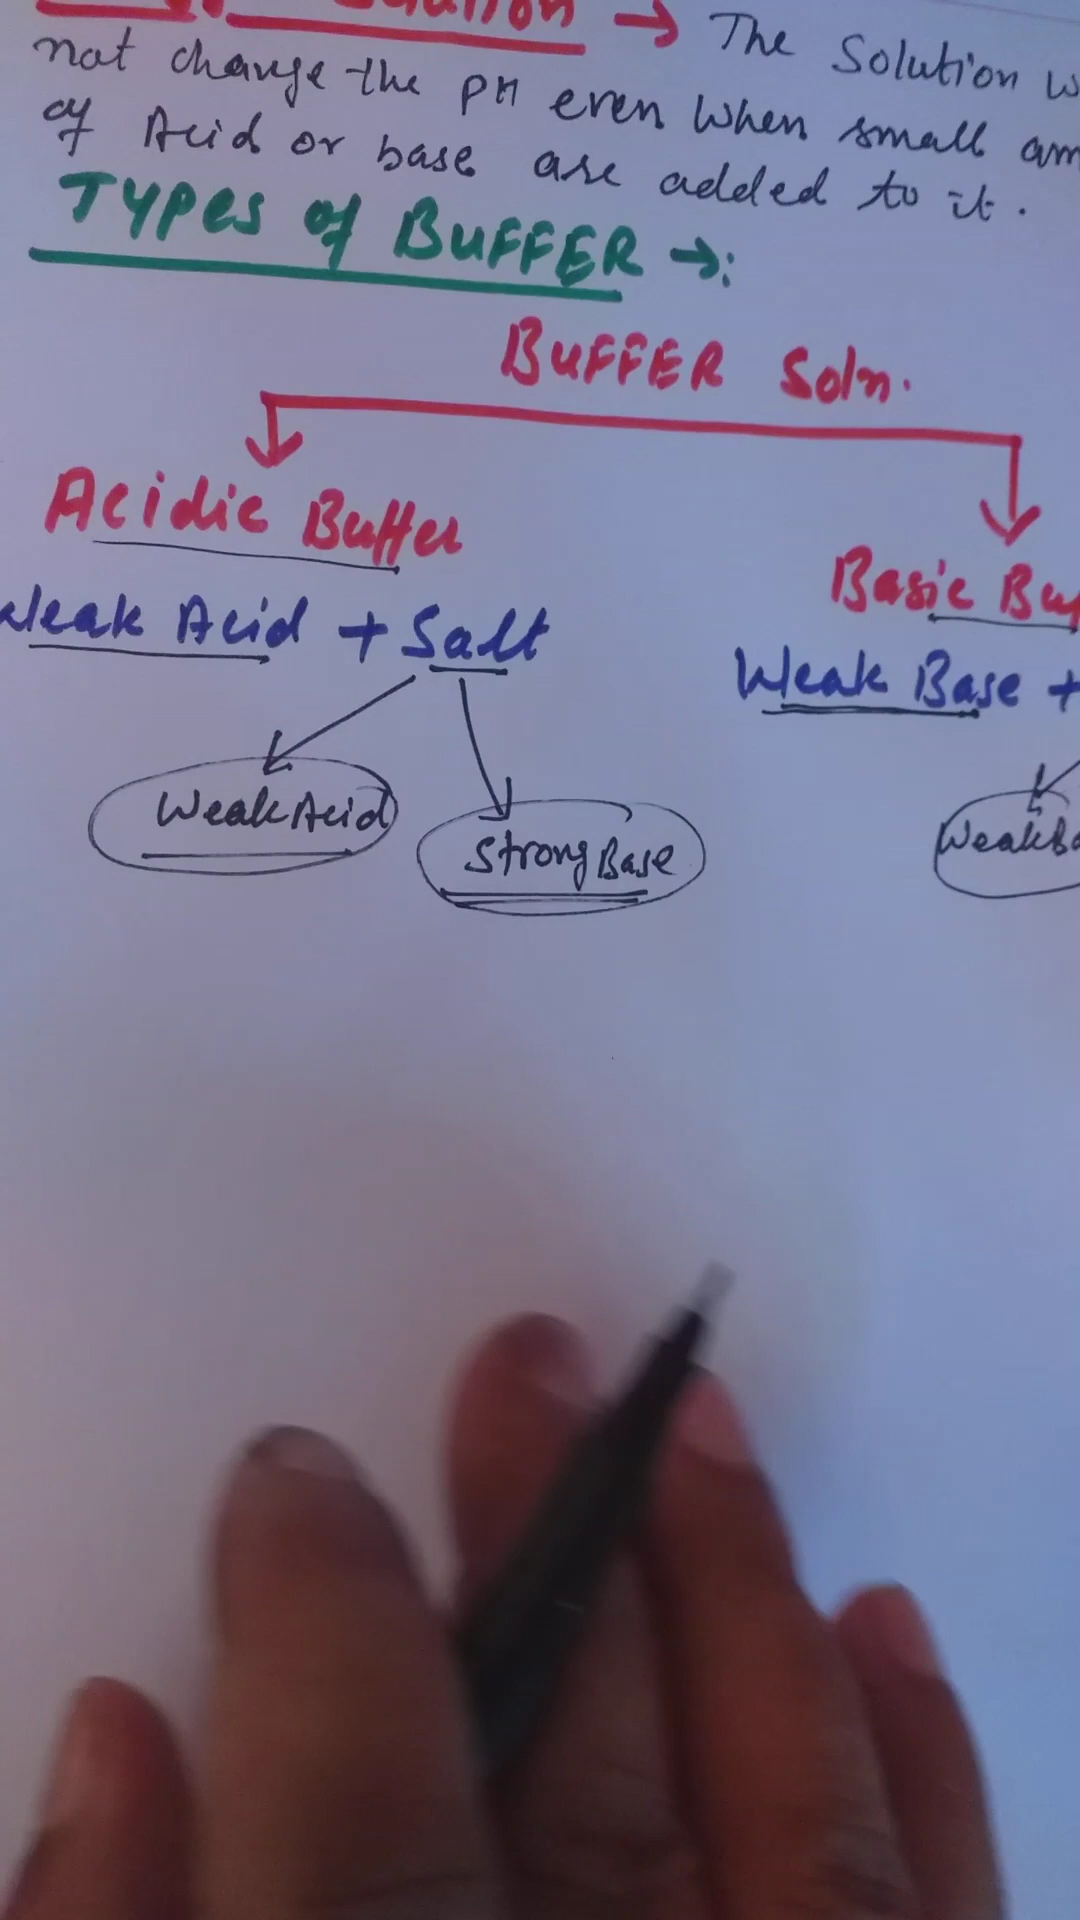 Solution → The Solution
not change the PH even when small
of Acid or base are added to it.
Types of BUFFER →:
BUFFER Soln.
Acidic Buffer
Basic
Weak Acid + Salt
Weak Base +
Weak Acid
Strong Base